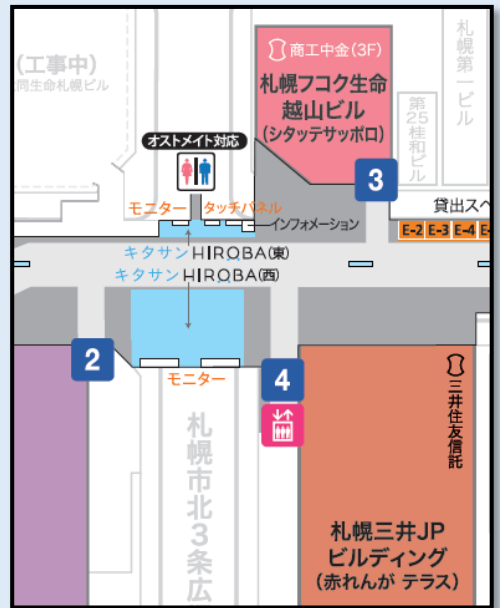 (工事中)
同生命札幌ビル
商工中金(3F)
札幌フコク生命
越山ビル
(シタッテサッポロ)
札幌第一ビル
第25桂和ビル
オストメイト対応
3
モニター
タッチパネル
インフォメーション
貸出スペ
E-2
E-3
E-4
キタサンHIROBA(東)
キタサンHIROBA(西)
2
モニター
4
札幌市北3条広
三井住友信託
札幌三井JP
ビルディング
(赤れんが テラス)